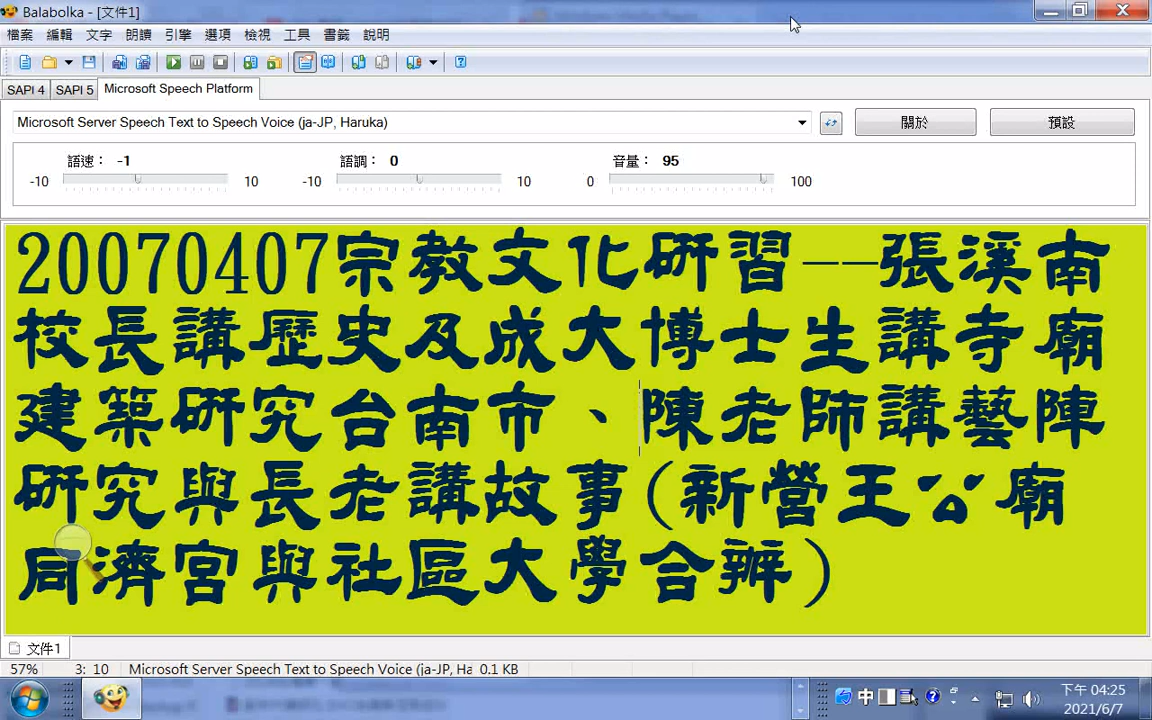 Balabolka - [文件1]
檔案 編輯 文字 朗讀 引擎 選項 檢視 工具 書籤 說明
SAPI 4 SAPI 5 Microsoft Speech Platform
Microsoft Server Speech Text to Speech Voice (ja-JP, Haruka) 關於 預設
語速： -1 語調： 0 音量： 95
-10 10 -10 10 0 100
20070407宗教文化研習——張溪南
校長講歷史及成大博士生講寺廟
建築研究台南市、陳老師講藝陣
研究與長老講故事(新營王公廟
同濟宮與社區大學合辦)
文件1
57% 3: 10 Microsoft Server Speech Text to Speech Voice (ja-JP, Ha 0.1 KB
中 下午 04:25
2021/6/7